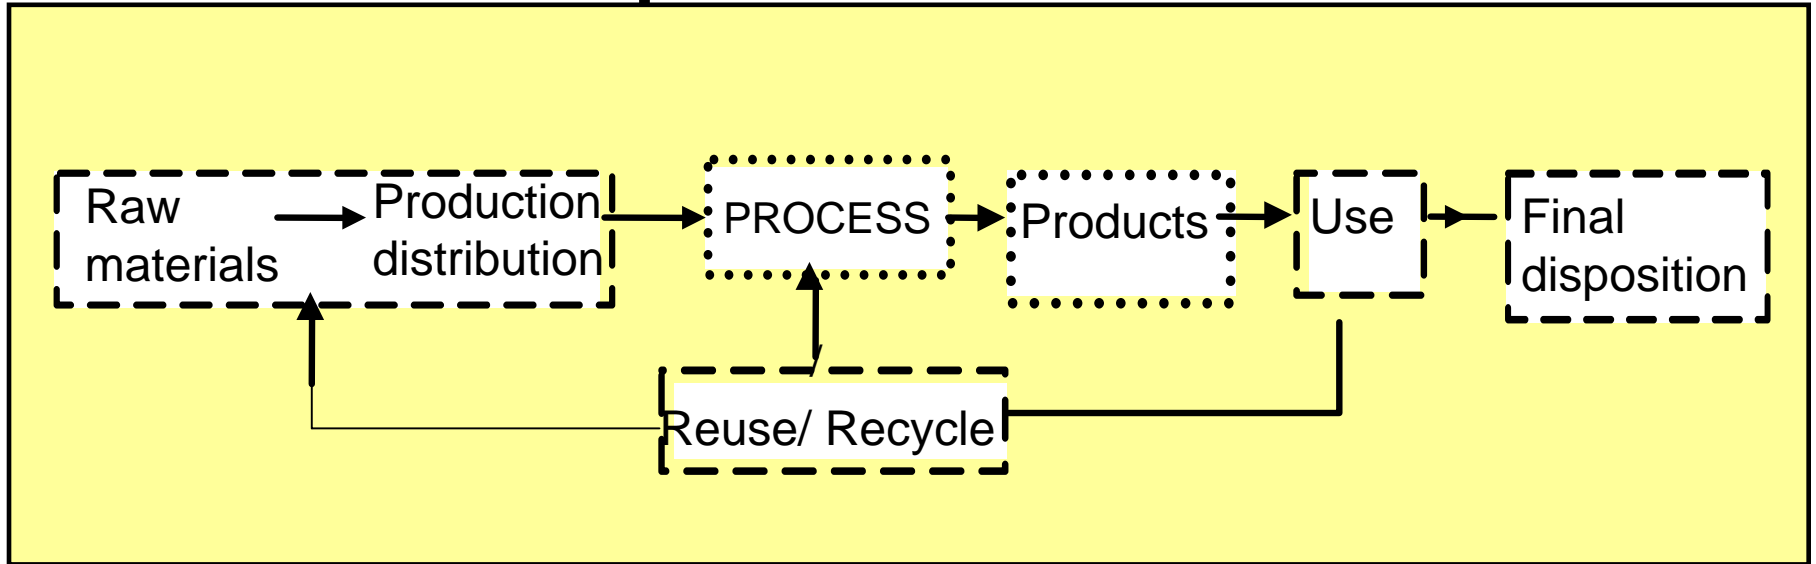 Raw
materials
Production
distribution
PROCESS
Products
Use
Final
disposition
Reuse/ Recycle